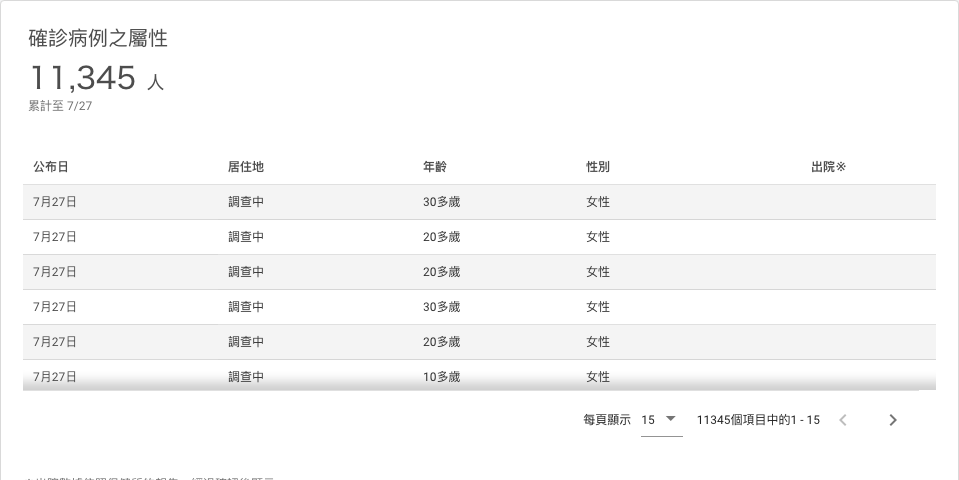 確診病例之屬性
11,345 人
累計至 7/27
公布日 居住地 年齡 性別 出院※
7月27日 調查中 30多歲 女性
7月27日 調查中 20多歲 女性
7月27日 調查中 20多歲 女性
7月27日 調查中 30多歲 女性
7月27日 調查中 20多歲 女性
7月27日 調查中 10多歲 女性
每頁顯示 15 11345個項目中的1 - 15